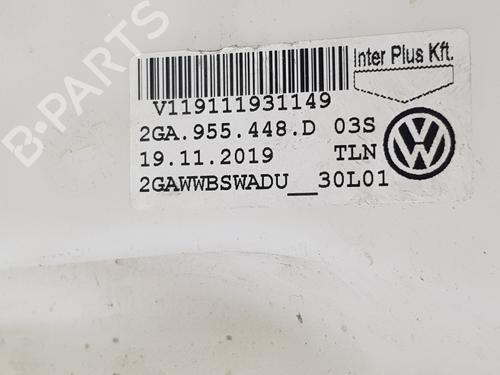 Inter Plus Kft.
V119111931149
2GA.955.448.D 03S
19.11.2019 TLN
2GAWWBSWADU__30L01
B-PARTS